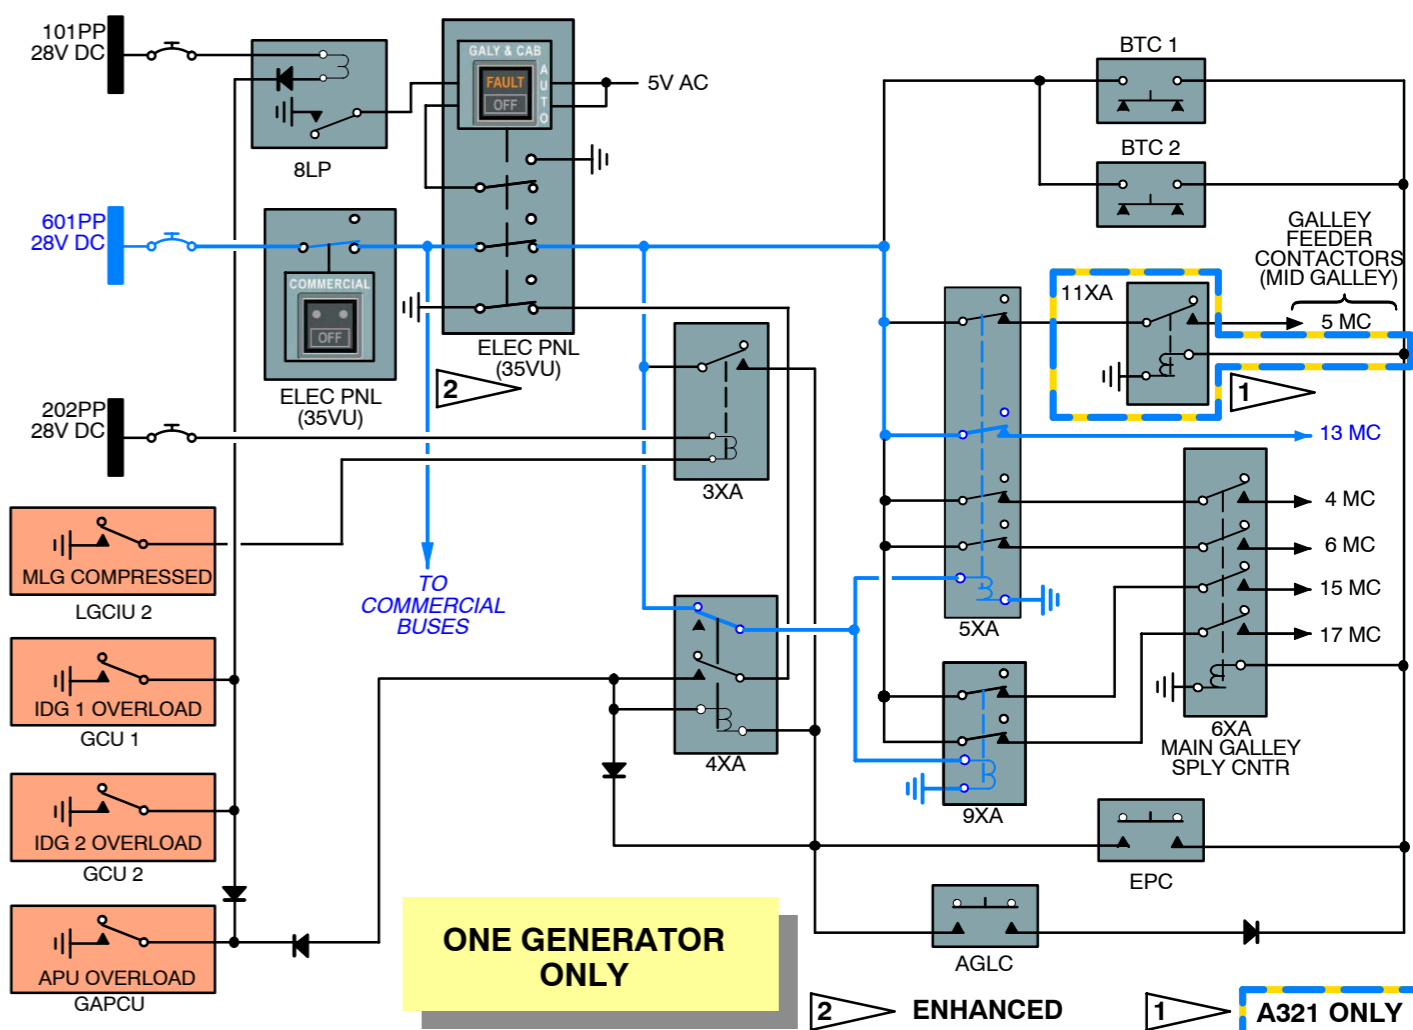 101PP
28V DC
8LP
GALY & CAB
FAULT
OFF
AUTO
5V AC
BTC 1
BTC 2
601PP
28V DC
COMMERCIAL
OFF
ELEC PNL
(35VU)
ELEC PNL
(35VU)
2
GALLEY
FEEDER
CONTACTORS
(MID GALLEY)
11XA
5 MC
1
202PP
28V DC
3XA
13 MC
4 MC
6 MC
15 MC
17 MC
MLG COMPRESSED
LGCIU 2
TO
COMMERCIAL
BUSES
5XA
IDG 1 OVERLOAD
GCU 1
4XA
6XA
MAIN GALLEY
SPLY CNTR
9XA
IDG 2 OVERLOAD
GCU 2
EPC
APU OVERLOAD
GAPCU
ONE GENERATOR
ONLY
AGLC
2 ENHANCED
1 A321 ONLY